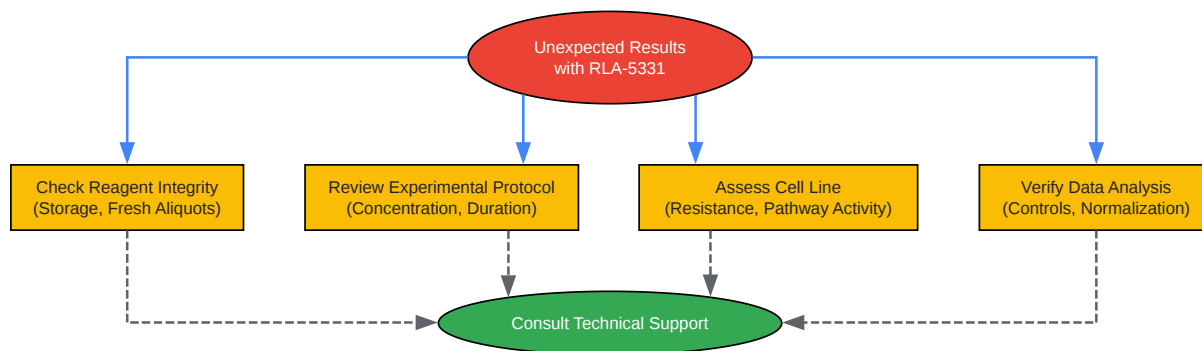 Unexpected Results
with RLA-5331
Check Reagent Integrity
(Storage, Fresh Aliquots)
Review Experimental Protocol
(Concentration, Duration)
Assess Cell Line
(Resistance, Pathway Activity)
Verify Data Analysis
(Controls, Normalization)
Consult Technical Support